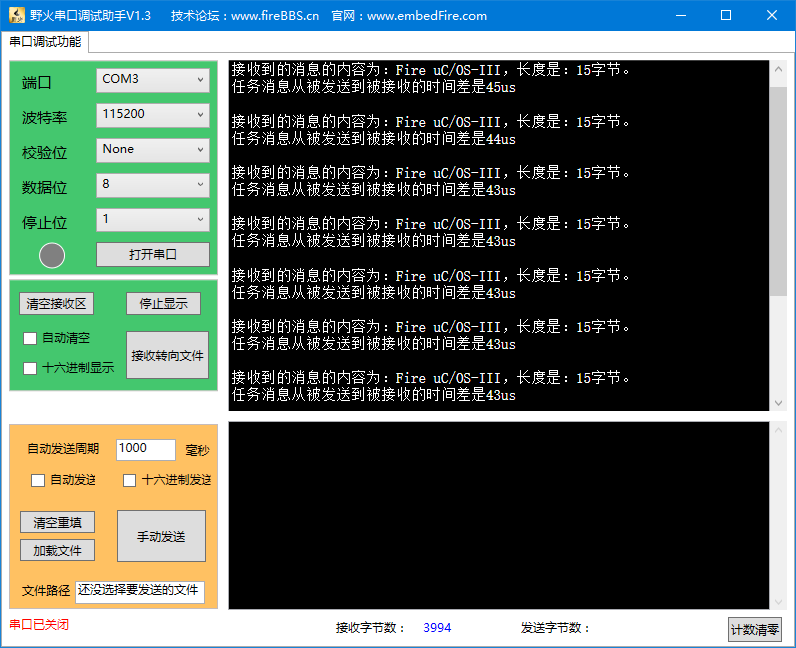 野火串口调试助手V1.3 技术论坛：www.fireBBS.cn 官网：www.embedFire.com
串口调试功能
端口 COM3
波特率 115200
校验位 None
数据位 8
停止位 1
打开串口
清空接收区 停止显示
自动清空
接收转向文件
十六进制显示
接收到的消息的内容为：Fire uC/OS-III，长度是：15字节。
任务消息从被发送到被接收的时间差是45us
接收到的消息的内容为：Fire uC/OS-III，长度是：15字节。
任务消息从被发送到被接收的时间差是44us
接收到的消息的内容为：Fire uC/OS-III，长度是：15字节。
任务消息从被发送到被接收的时间差是43us
接收到的消息的内容为：Fire uC/OS-III，长度是：15字节。
任务消息从被发送到被接收的时间差是43us
接收到的消息的内容为：Fire uC/OS-III，长度是：15字节。
任务消息从被发送到被接收的时间差是43us
接收到的消息的内容为：Fire uC/OS-III，长度是：15字节。
任务消息从被发送到被接收的时间差是43us
接收到的消息的内容为：Fire uC/OS-III，长度是：15字节。
任务消息从被发送到被接收的时间差是43us
自动发送周期 1000 毫秒
自动发送 十六进制发送
清空重填
手动发送
加载文件
文件路径 还没选择要发送的文件
串口已关闭 接收字节数： 3994 发送字节数： 计数清零